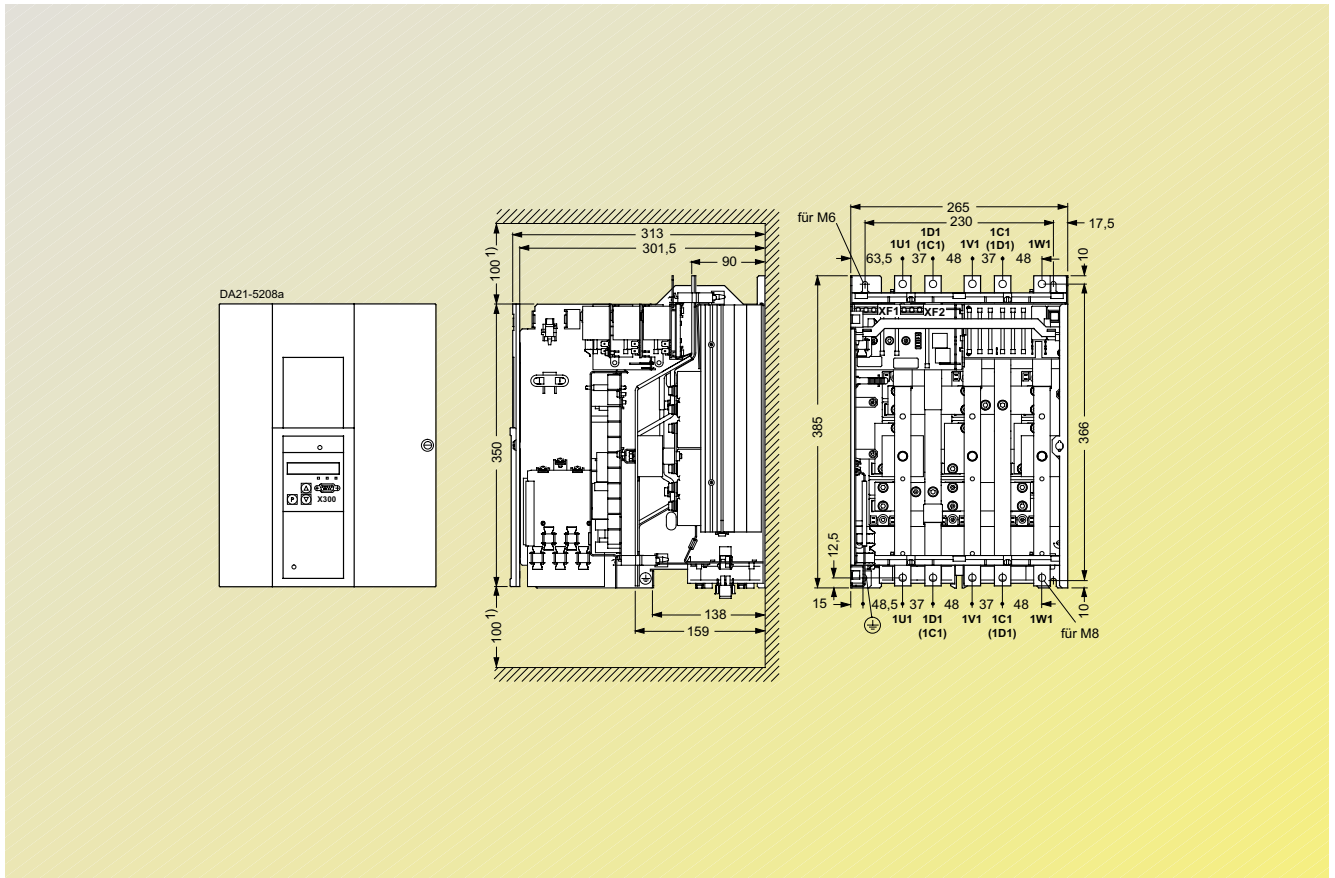 DA21-5208a
P
X300
100 1)
350
100 1)
313
301,5
90
138
159
für M6
265
230
17,5
1D1 1C1
1U1 (1C1) 1V1 (1D1) 1W1
63,5 37 48 37 48
10
XF1 XF2
385
366
12,5
10
15 48,5 37 48 37 48
1U1 1D1 1V1 1C1 1W1
(1C1) (1D1)
für M8